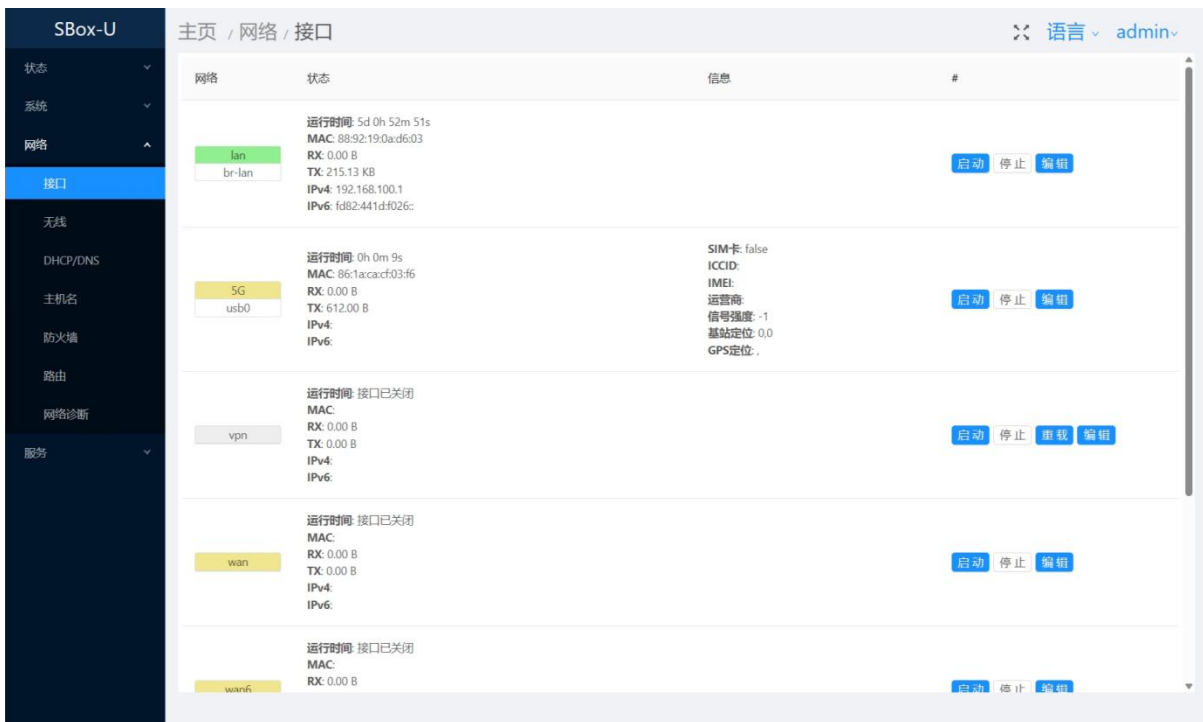 SBox-U
主页 / 网络 / 接口
语言 admin
状态
系统
网络
接口
无线
DHCP/DNS
主机名
防火墙
路由
网络诊断
服务
网络 状态 信息 #
lan
br-lan
运行时间: 5d 0h 52m 51s
MAC: 88:92:19:0a:d6:03
RX: 0.00 B
TX: 215.13 KB
IPv4: 192.168.100.1
IPv6: fd82:441d:f026::
启动 停止 编辑
5G
usb0
运行时间: 0h 0m 9s
MAC: 86:1a:ca:cf:03:f6
RX: 0.00 B
TX: 612.00 B
IPv4:
IPv6:
SIM卡: false
ICCID:
IMEI:
运营商:
信号强度: -1
基站定位: 0,0
GPS定位: ,
启动 停止 编辑
vpn
运行时间: 接口已关闭
MAC:
RX: 0.00 B
TX: 0.00 B
IPv4:
IPv6:
启动 停止 重载 编辑
wan
运行时间: 接口已关闭
MAC:
RX: 0.00 B
TX: 0.00 B
IPv4:
IPv6:
启动 停止 编辑
wan6
运行时间: 接口已关闭
MAC:
RX: 0.00 B
启动 停止 编辑